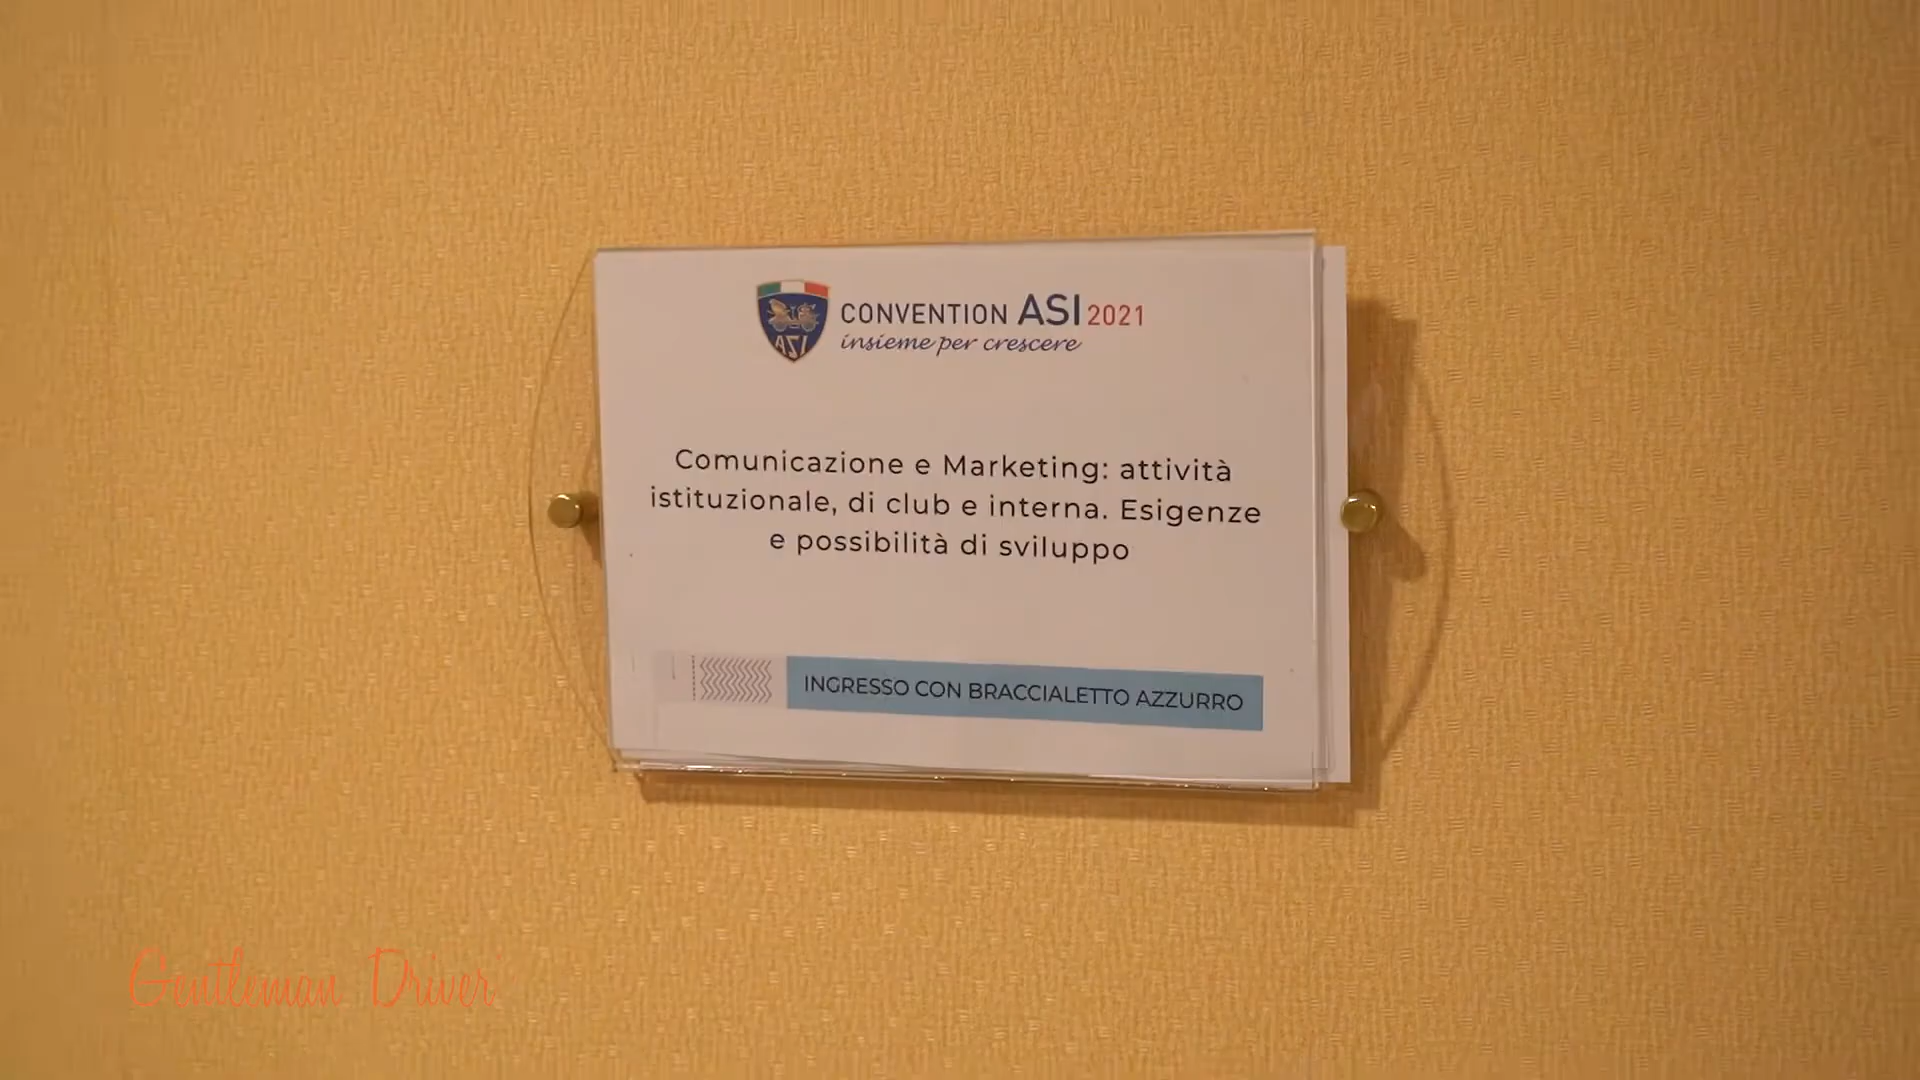 CONVENTION ASI 2021
insieme per crescere
ASI
Comunicazione e Marketing: attività
istituzionale, di club e interna. Esigenze
e possibilità di sviluppo
INGRESSO CON BRACCIALETTO AZZURRO
Gentleman Driver